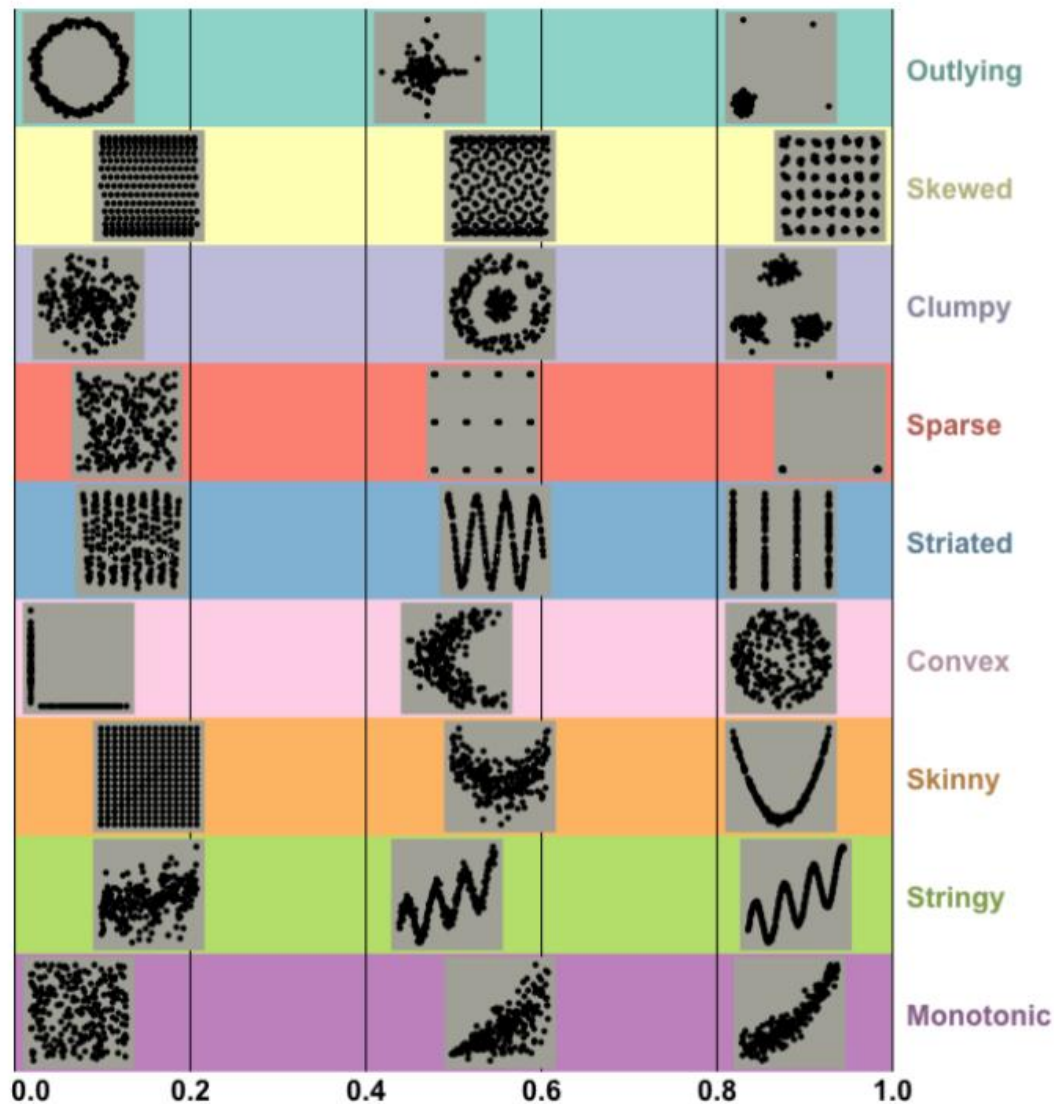 Outlying
Skewed
Clumpy
Sparse
Striated
Convex
Skinny
Stringy
Monotonic
0.0 0.2 0.4 0.6 0.8 1.0